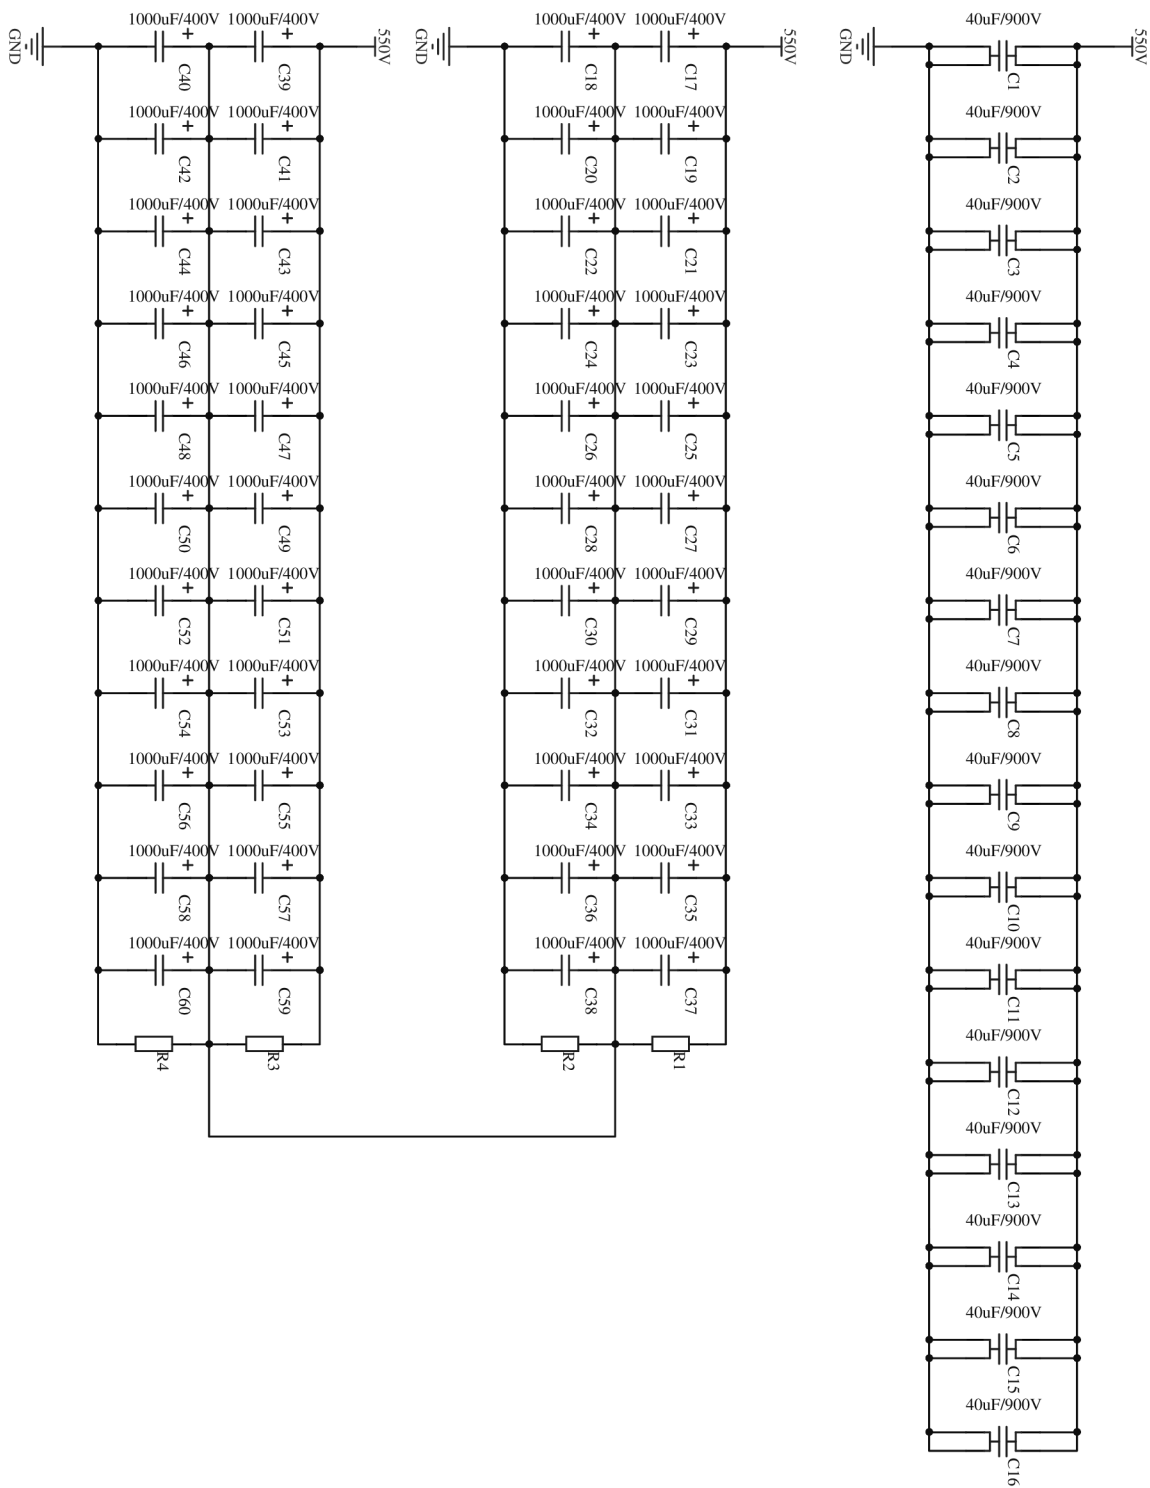 1000uF/400V 1000uF/400V 1000uF/400V 1000uF/400V 40uF/900V
GND C40 C39 550V GND C18 C17 550V GND C1 550V
1000uF/400V 1000uF/400V 1000uF/400V 1000uF/400V 40uF/900V
C42 C41 C20 C19 C2
1000uF/400V 1000uF/400V 1000uF/400V 1000uF/400V 40uF/900V
C44 C43 C22 C21 C3
1000uF/400V 1000uF/400V 1000uF/400V 1000uF/400V 40uF/900V
C46 C45 C24 C23 C4
1000uF/400V 1000uF/400V 1000uF/400V 1000uF/400V 40uF/900V
C48 C47 C26 C25 C5
1000uF/400V 1000uF/400V 1000uF/400V 1000uF/400V 40uF/900V
C50 C49 C28 C27 C6
1000uF/400V 1000uF/400V 1000uF/400V 1000uF/400V 40uF/900V
C52 C51 C30 C29 C7
1000uF/400V 1000uF/400V 1000uF/400V 1000uF/400V 40uF/900V
C54 C53 C32 C31 C8
1000uF/400V 1000uF/400V 1000uF/400V 1000uF/400V 40uF/900V
C56 C55 C34 C33 C9
1000uF/400V 1000uF/400V 1000uF/400V 1000uF/400V 40uF/900V
C58 C57 C36 C35 C10
1000uF/400V 1000uF/400V 1000uF/400V 1000uF/400V 40uF/900V
C60 C59 C38 C37 C11
40uF/900V
R4 R3 R2 R1 C12
40uF/900V
C13
40uF/900V
C14
40uF/900V
C15
40uF/900V
C16